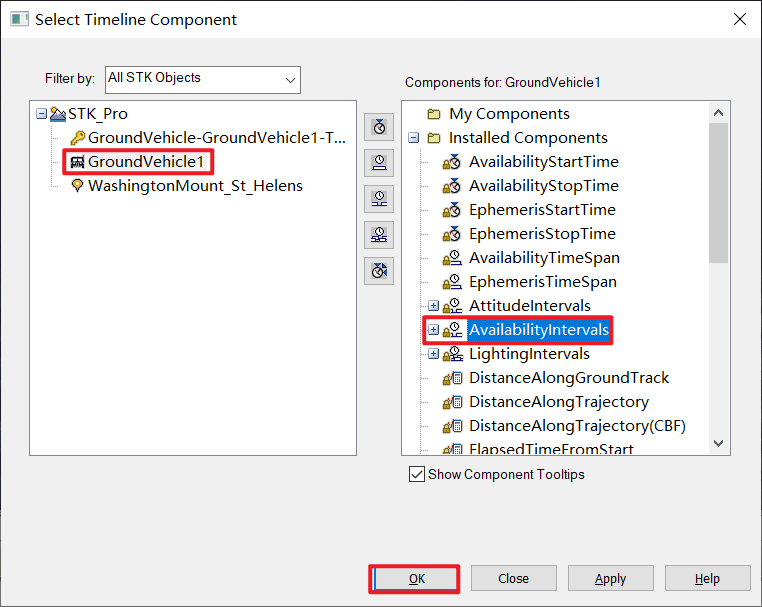 Select Timeline Component
Filter by: All STK Objects
Components for: GroundVehicle1
STK_Pro
GroundVehicle-GroundVehicle1-T...
GroundVehicle1
WashingtonMount_St_Helens
My Components
Installed Components
AvailabilityStartTime
AvailabilityStopTime
EphemerisStartTime
EphemerisStopTime
AvailabilityTimeSpan
EphemerisTimeSpan
AttitudeIntervals
AvailabilityIntervals
LightingIntervals
DistanceAlongGroundTrack
DistanceAlongTrajectory
DistanceAlongTrajectory(CBF)
ElapsedTimeFromStart
Show Component Tooltips
OK Close Apply Help